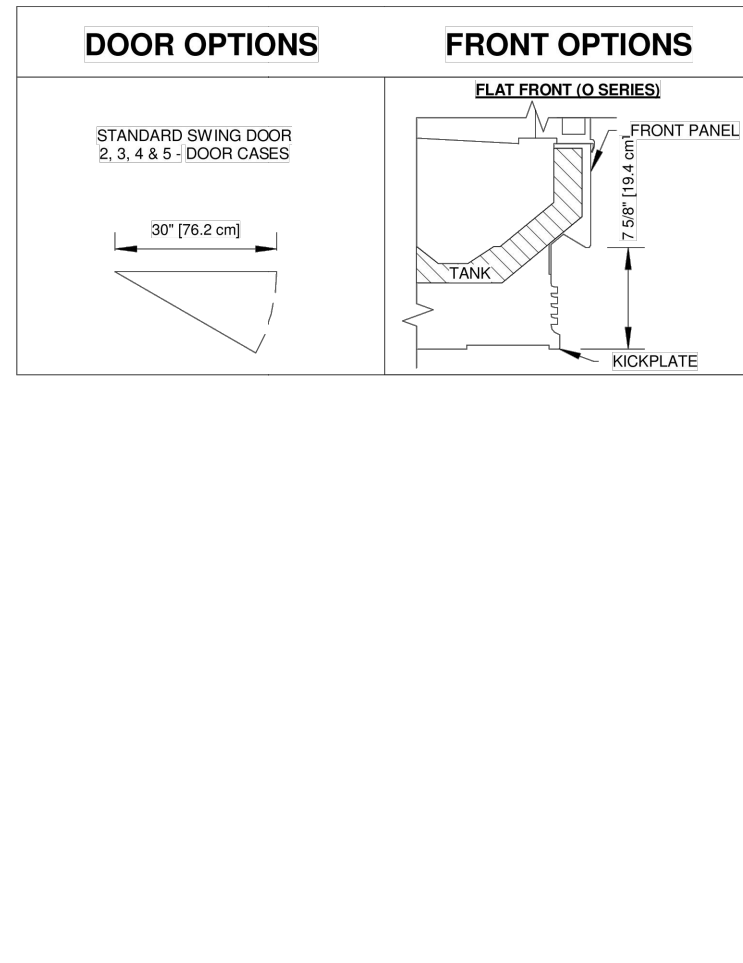 DOOR OPTIONS
STANDARD SWING DOOR
2, 3, 4 & 5 - DOOR CASES
30" [76.2 cm]
FRONT OPTIONS
FLAT FRONT (O SERIES)
FRONT PANEL
7 5/8" [19.4 cm]
TANK
KICKPLATE